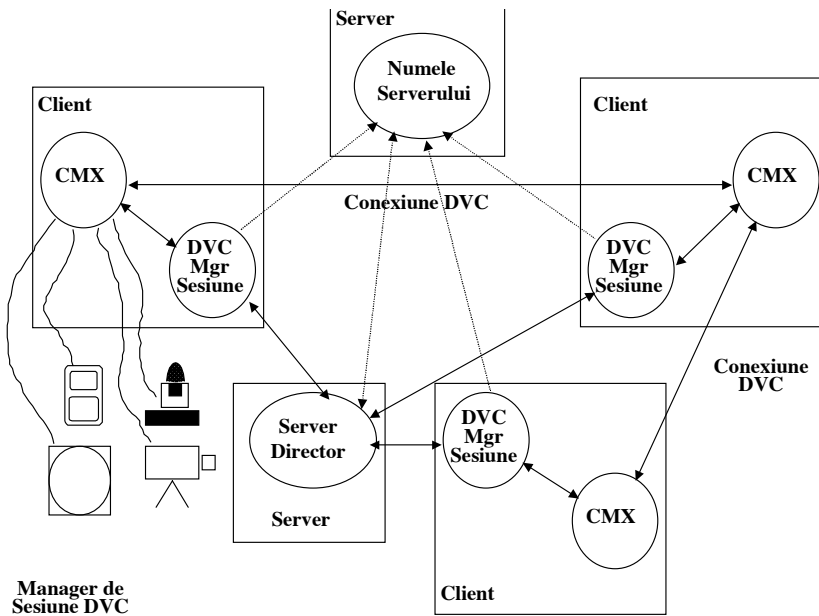 Server
Numele
Serverului
Client
CMX
DVC
Mgr
Sesiune
Conexiune DVC
Client
CMX
DVC
Mgr
Sesiune
Conexiune
DVC
Server
Director
Server
DVC
Mgr
Sesiune
CMX
Client
Manager de
Sesiune DVC